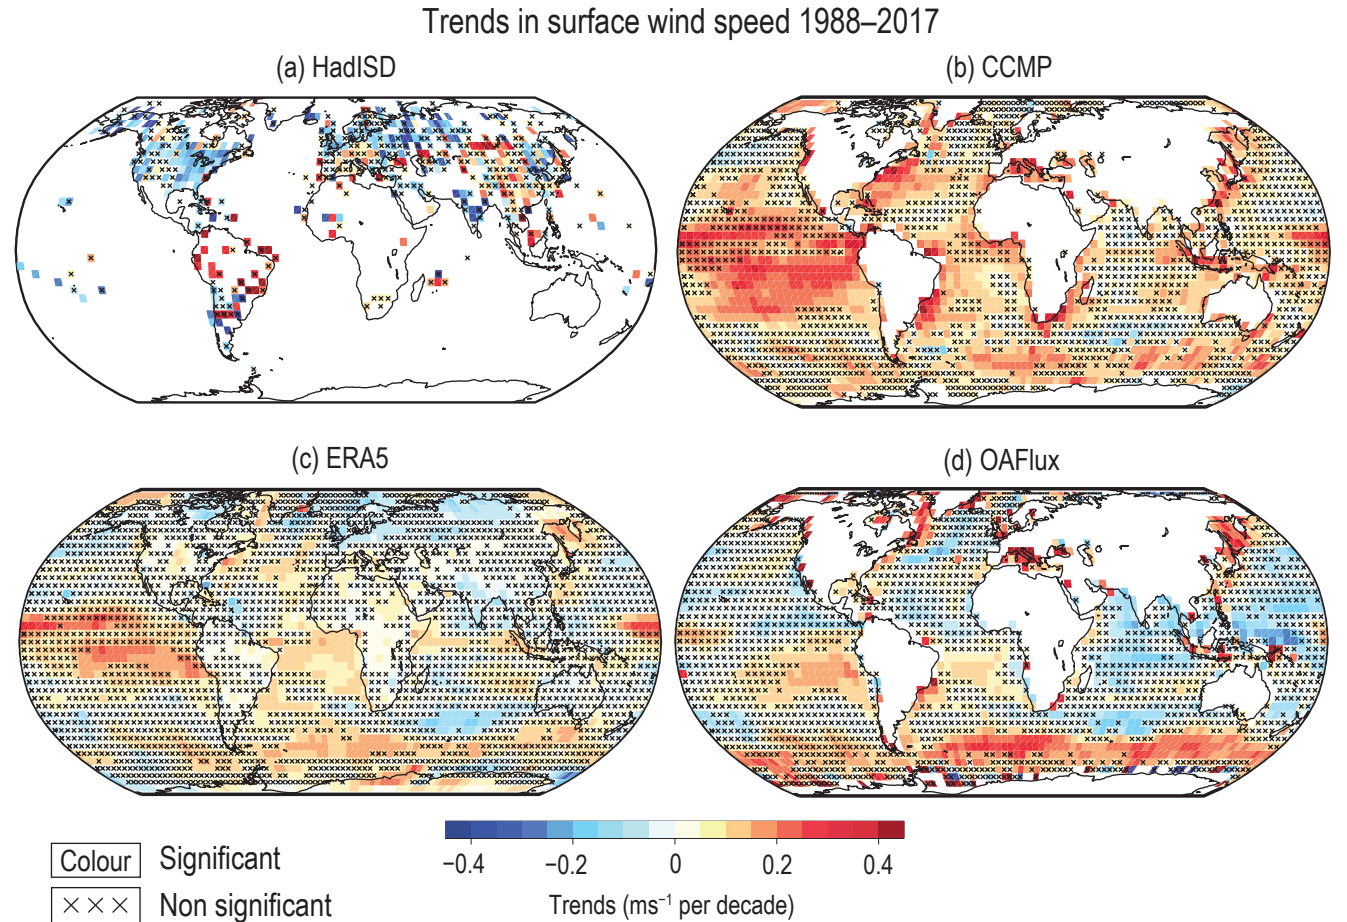 Trends in surface wind speed 1988–2017
(a) HadISD
(b) CCMP
(c) ERA5
(d) OAFlux
Colour Significant
××× Non significant
−0.4 −0.2 0 0.2 0.4
Trends (ms⁻¹ per decade)